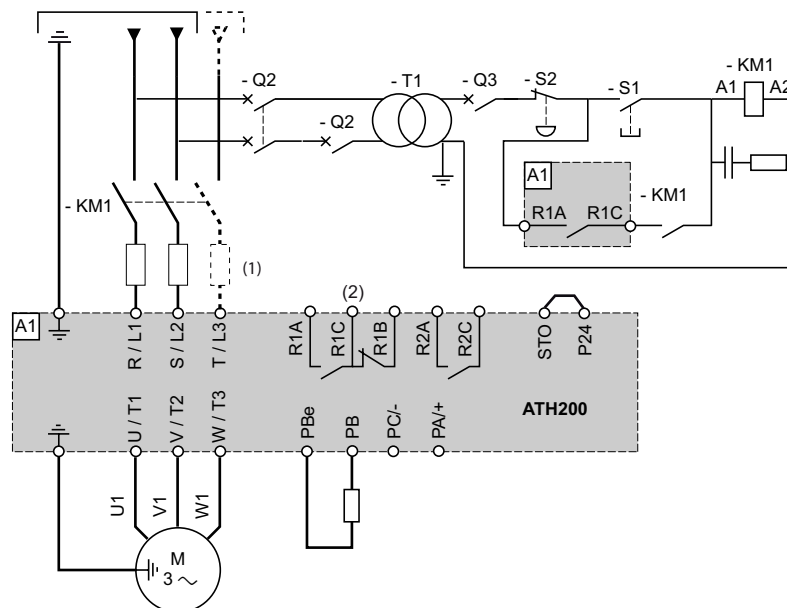 - Q2
- T1
- Q3
- S2
- S1
- KM1
A1
A2
- Q2
A1
- KM1
R1A
R1C
- KM1
(1)
(2)
A1
R / L1
S / L2
T / L3
R1A
R1C
R1B
R2A
R2C
STO
P24
ATH200
U / T1
V / T2
W / T3
PBe
PB
PC/-
PA/+
U1
V1
W1
M
3